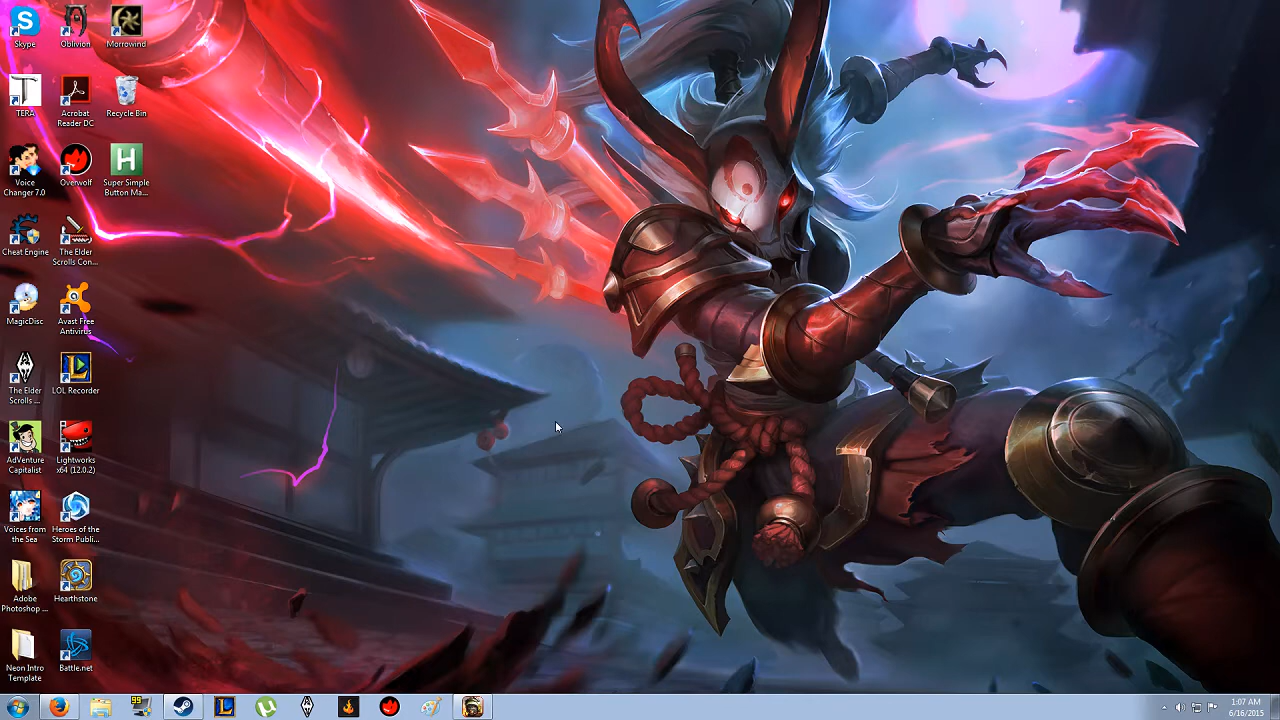 Skype
Oblivion
Morrowind
TERA
Acrobat
Reader DC
Recycle Bin
Voice
Changer 7.0
Overwolf
Super Simple
Button Ma...
Cheat Engine
The Elder
Scrolls Con...
MagicDisc
Avast Free
Antivirus
The Elder
Scrolls ...
LOL Recorder
AdVenture
Capitalist
Lightworks
x64 (12.0.2)
Voices from
the Sea
Heroes of the
Storm Publi...
Adobe
Photoshop ...
Hearthstone
Neon Intro
Template
Battle.net
99
1:07 AM
6/16/2015